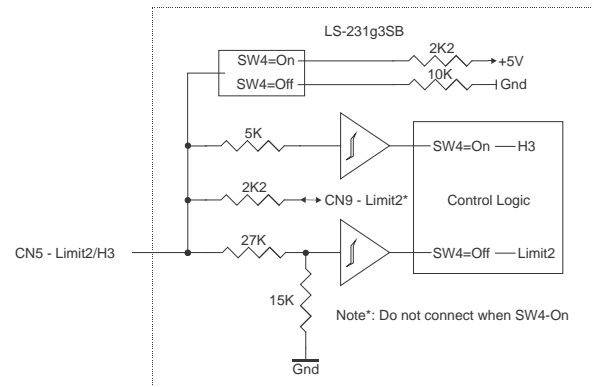 LS-231g3SB
SW4=On
2K2
+5V
SW4=Off
10K
Gnd
5K
SW4=On
H3
2K2
CN9 - Limit2*
Control Logic
CN5 - Limit2/H3
27K
SW4=Off
Limit2
15K
Note*: Do not connect when SW4-On
Gnd